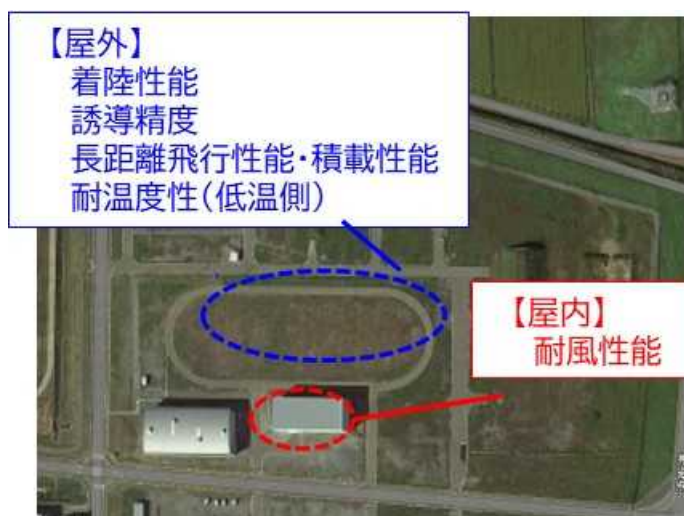 【屋外】
着陸性能
誘導精度
長距離飛行性能・積載性能
耐温度性(低温側)
【屋内】
耐風性能